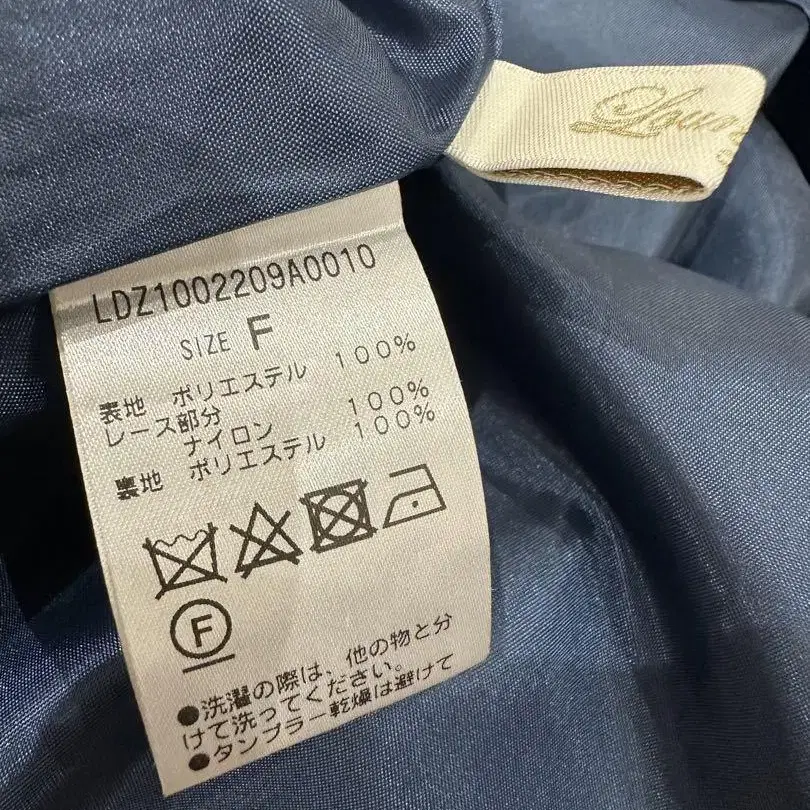 LDZ1002209A0010
SIZE F
表地 ポリエステル 100%
レース部分
ナイロン 100%
裏地 ポリエステル 100%
F
●洗濯の際は、他の物と分
けて洗ってください。
●タンブラー乾燥は避けて